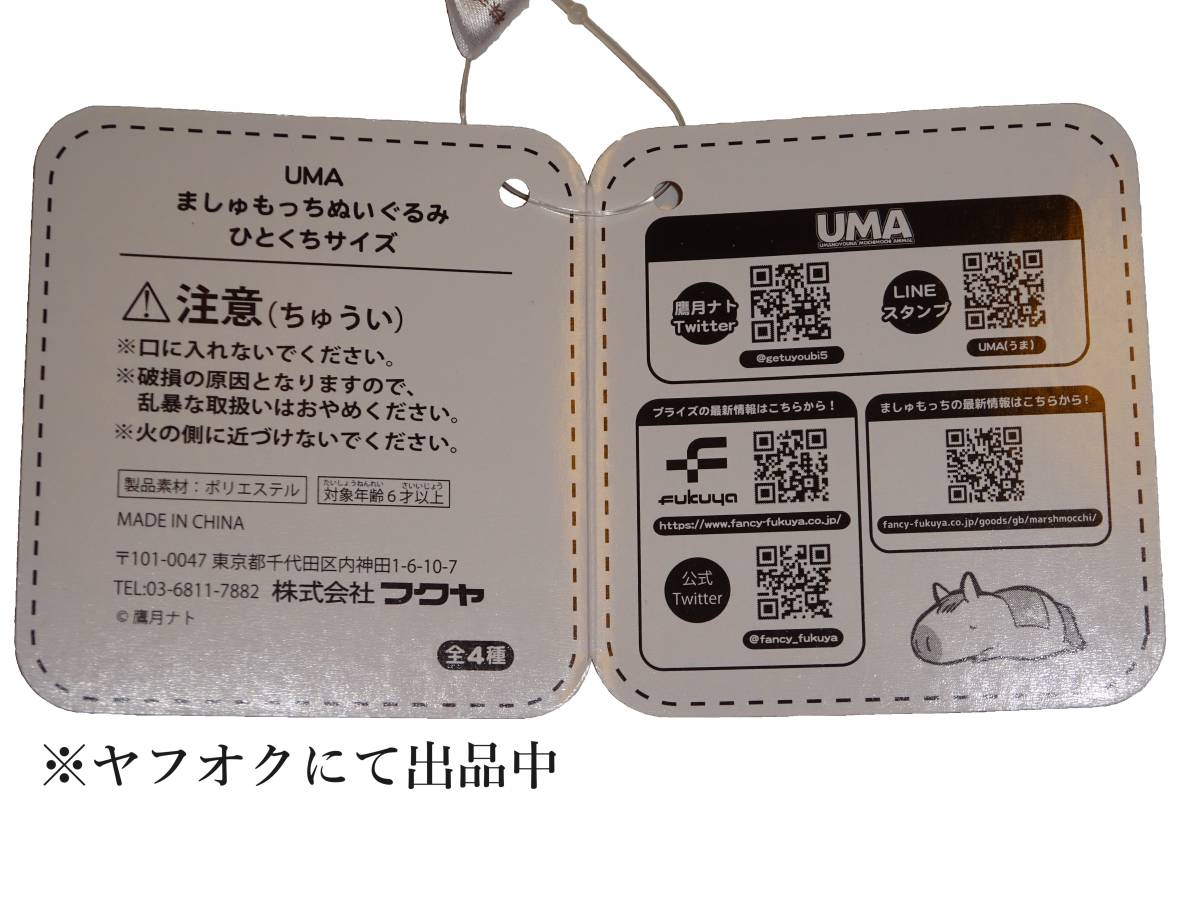 UMA
ましゅもっちぬいぐるみ
ひとくちサイズ
注意(ちゅうい)
※口に入れないでください。
※破損の原因となりますので、
乱暴な取扱いはおやめください。
※火の側に近づけないでください。
製品素材：ポリエステル
たいしょうねんれい さいいじょう
対象年齢6才以上
MADE IN CHINA
〒101-0047 東京都千代田区内神田1-6-10-7
TEL:03-6811-7882 株式会社フクヤ
© 鷹月ナト
全4種
UMA
UMANOYOUNA MOCHIMOCHI ANIMAL
鷹月ナト
Twitter
@getuyoubi5
LINE
スタンプ
UMA(うま)
プライズの最新情報はこちらから！
FUKUYA
https://www.fancy-fukuya.co.jp/
公式
Twitter
@fancy_fukuya
ましゅもっちの最新情報はこちらから！
fancy-fukuya.co.jp/goods/gb/marshmocchi/
※ヤフオクにて出品中